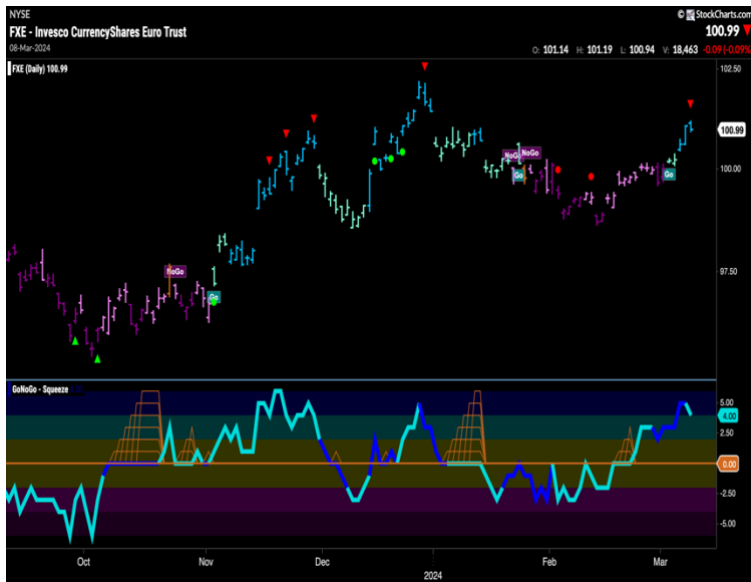 NYSE
© StockCharts.com
FXE - Invesco CurrencyShares Euro Trust
100.99
08-Mar-2024
O: 101.14 H: 101.19 L: 100.94 V: 18,463 -0.09 (-0.09%)
FXE (Daily) 100.99
102.50
100.99
NoGo
NoGo
100.00
Go
Go
NoGo
97.50
Go
GoNoGo - Squeeze
5.00
4.00
2.50
0.00
-2.50
-5.00
Oct
Nov
Dec
2024
Feb
Mar